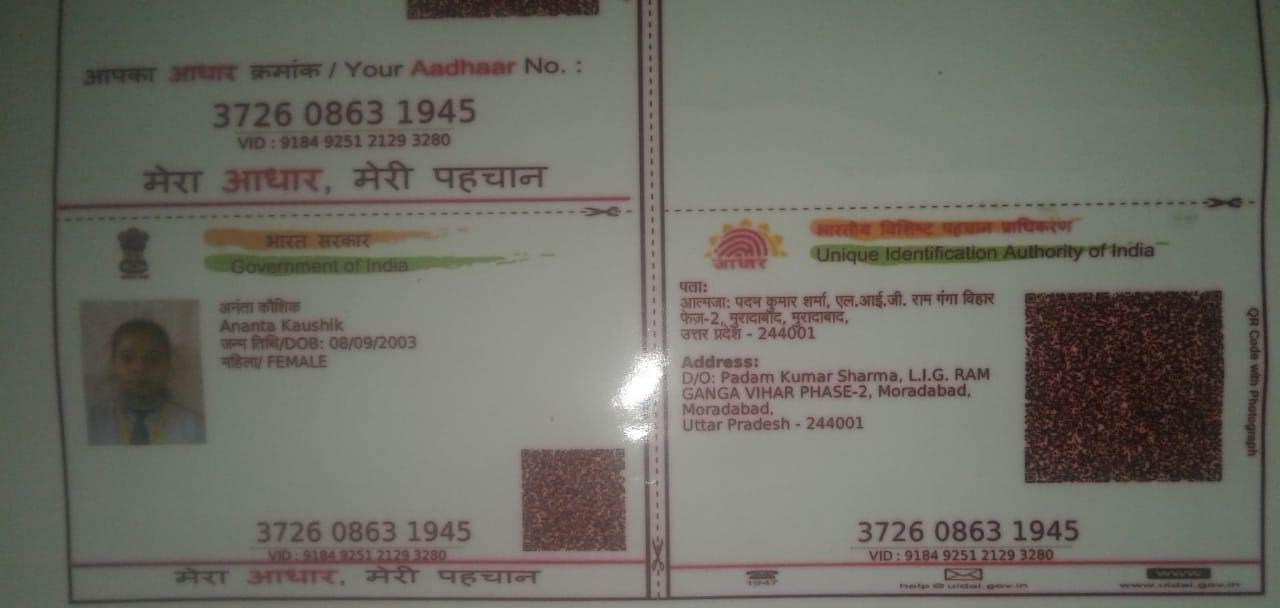 आपका आधार क्रमांक / Your Aadhaar No. :
3726 0863 1945
VID : 9184 9251 2129 3280
मेरा आधार, मेरी पहचान
भारत सरकार
Government of India
अनंता कौशिक
Ananta Kaushik
जन्म तिथि/DOB: 08/09/2003
महिला/ FEMALE
3726 0863 1945
VID : 9184 9251 2129 3280
मेरा आधार, मेरी पहचान
भारतीय विशिष्ट पहचान प्राधिकरण
Unique Identification Authority of India
आधार
पता:
आत्मजा: पदम कुमार शर्मा, एल.आई.जी. राम गंगा विहार
फेज़-2, मुरादाबाद, मुरादाबाद,
उत्तर प्रदेश - 244001
Address:
D/O: Padam Kumar Sharma, L.I.G. RAM
GANGA VIHAR PHASE-2, Moradabad,
Moradabad,
Uttar Pradesh - 244001
QR Code with Photograph
3726 0863 1945
VID : 9184 9251 2129 3280
1947
help@uidai.gov.in
www
www.uidai.gov.in